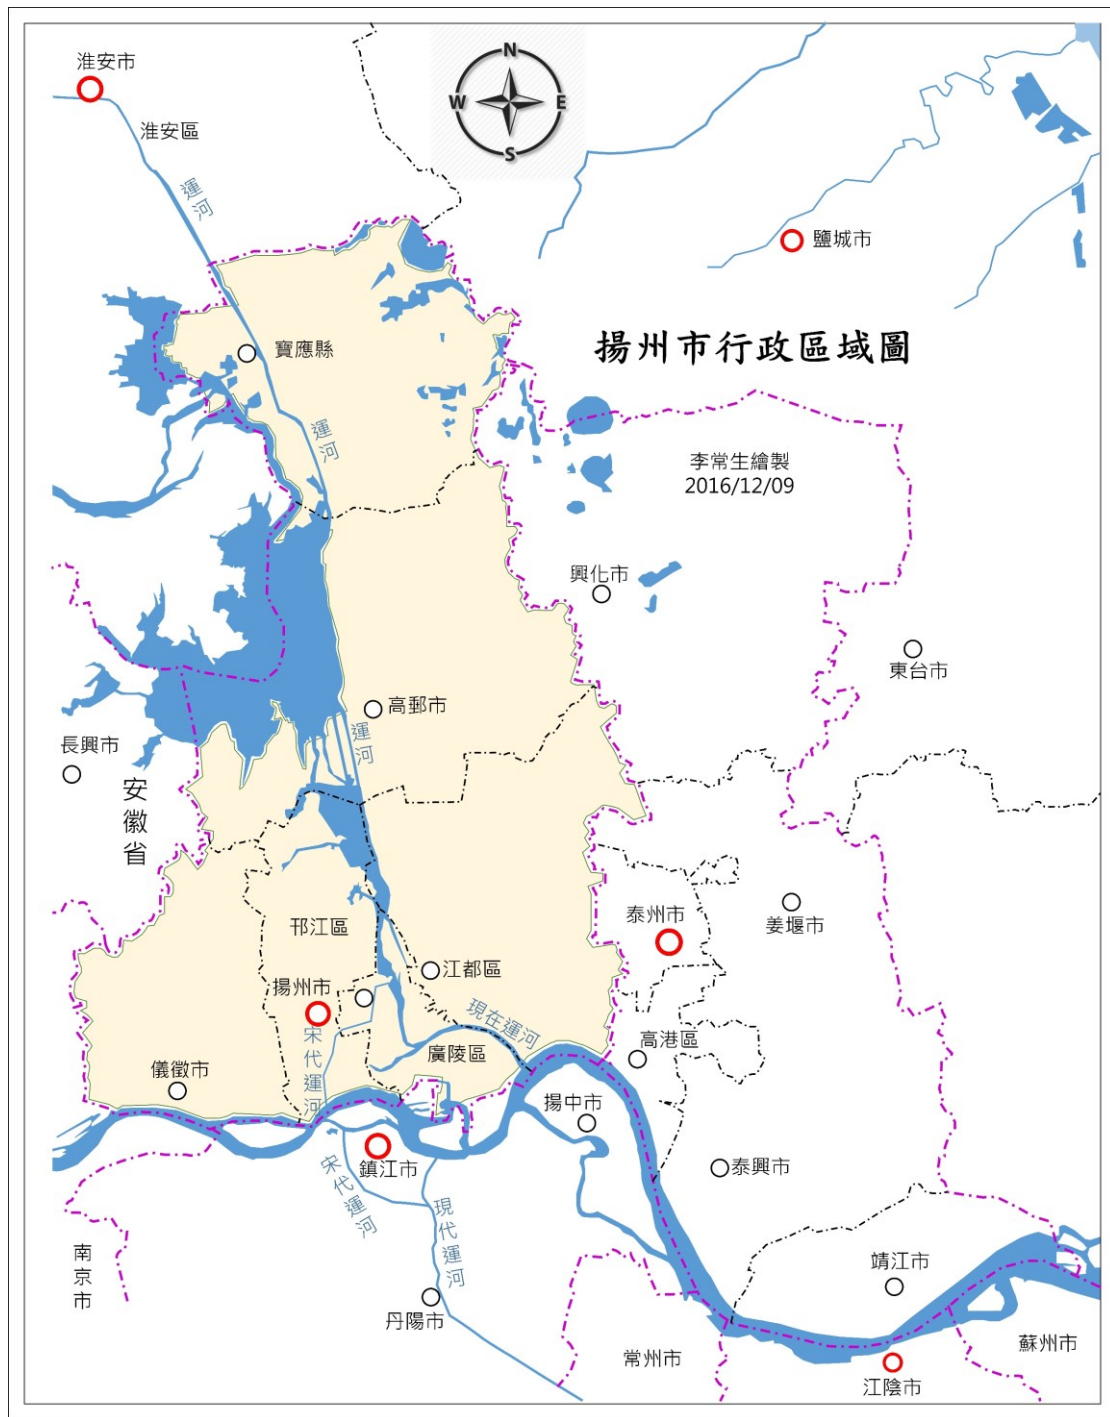 淮安市
N
W
E
S
淮安區
運河
鹽城市
揚州市行政區域圖
寶應縣
運河
李常生繪製
2016/12/09
興化市
東台市
高郵市
運河
長興市
安徽省
泰州市
姜堰市
邗江區
江都區
揚州市
現在運河
宋代運河
廣陵區
高港區
儀徵市
揚中市
鎮江市
泰興市
宋代運河
現代運河
南京市
靖江市
丹陽市
常州市
蘇州市
江陰市